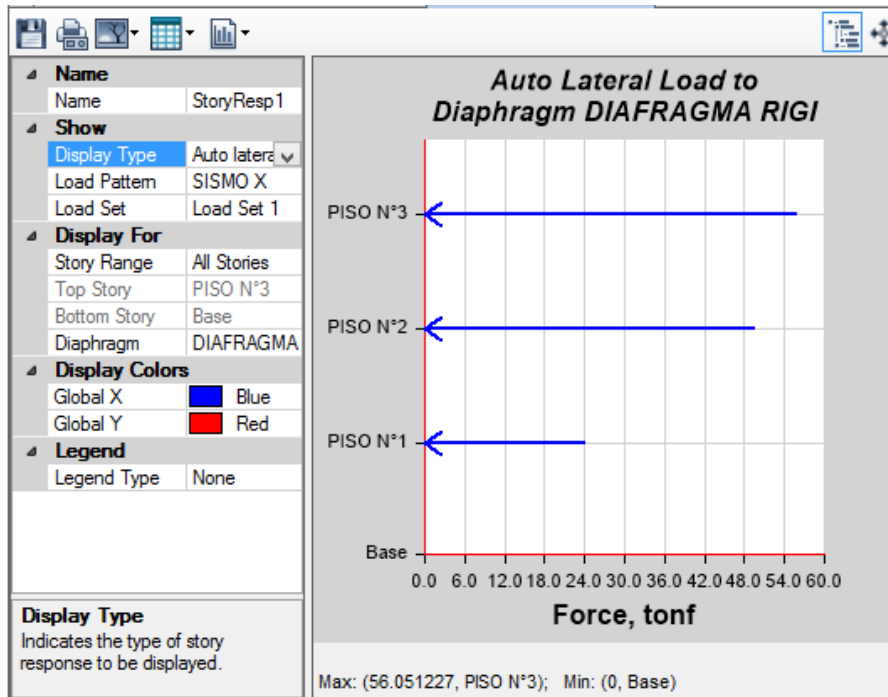 Name
Name StoryResp1
Show
Display Type Auto latera
Load Pattern SISMO X
Load Set Load Set 1
Display For
Story Range All Stories
Top Story PISO N°3
Bottom Story Base
Diaphragm DIAFRAGMA
Display Colors
Global X Blue
Global Y Red
Legend
Legend Type None
Display Type
Indicates the type of story
response to be displayed.
Auto Lateral Load to
Diaphragm DIAFRAGMA RIGI
PISO N°3
PISO N°2
PISO N°1
Base
0.0 6.0 12.0 18.0 24.0 30.0 36.0 42.0 48.0 54.0 60.0
Force, tonf
Max: (56.051227, PISO N°3); Min: (0, Base)